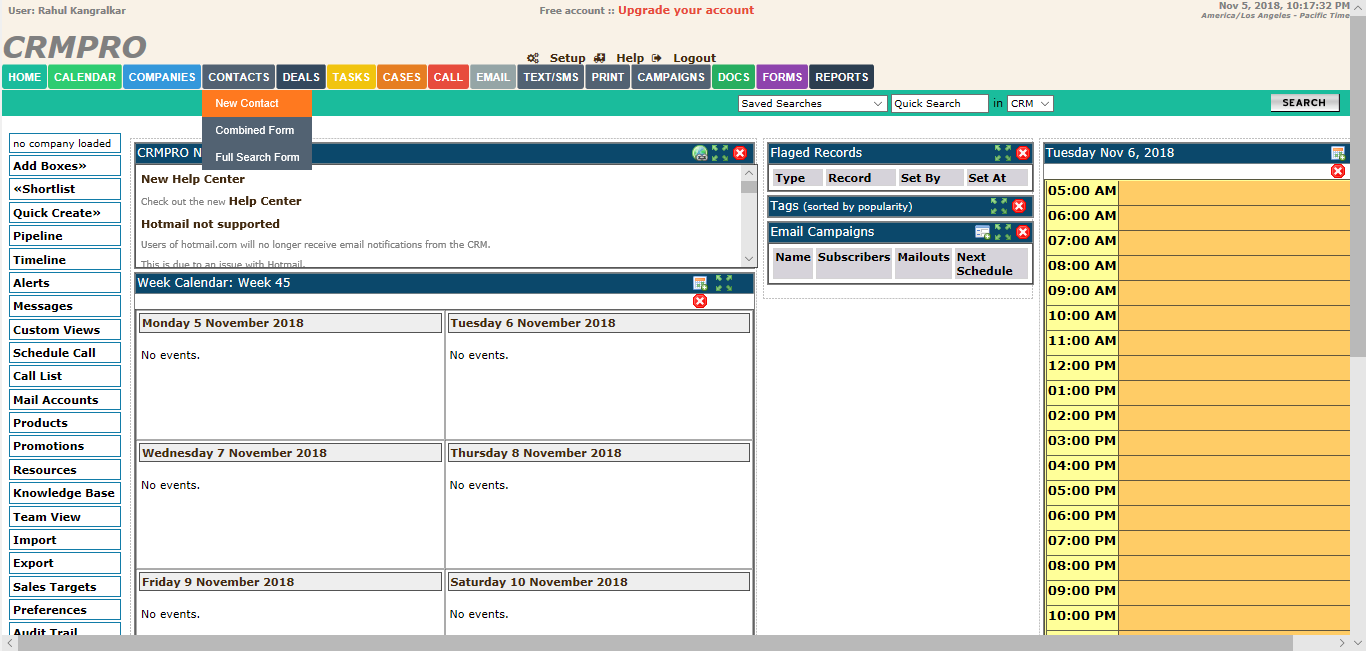 User: Rahul Kangralkar
Free account :: Upgrade your account
Nov 5, 2018, 10:17:32 PM
America/Los Angeles - Pacific Time
CRMPRO
Setup Help Logout
HOME CALENDAR COMPANIES CONTACTS DEALS TASKS CASES CALL EMAIL TEXT/SMS PRINT CAMPAIGNS DOCS FORMS REPORTS
New Contact
Combined Form
Full Search Form
Saved Searches Quick Search in CRM SEARCH
no company loaded
Add Boxes»
«Shortlist
Quick Create»
Pipeline
Timeline
Alerts
Messages
Custom Views
Schedule Call
Call List
Mail Accounts
Products
Promotions
Resources
Knowledge Base
Team View
Import
Export
Sales Targets
Preferences
Audit Trail
CRMPRO N
New Help Center
Check out the new Help Center
Hotmail not supported
Users of hotmail.com will no longer receive email notifications from the CRM.
This is due to an issue with Hotmail.
Week Calendar: Week 45
Monday 5 November 2018 Tuesday 6 November 2018
No events. No events.
Wednesday 7 November 2018 Thursday 8 November 2018
No events. No events.
Friday 9 November 2018 Saturday 10 November 2018
No events. No events.
Flaged Records
Type Record Set By Set At
Tags (sorted by popularity)
Email Campaigns
Name Subscribers Mailouts Next
Schedule
Tuesday Nov 6, 2018
05:00 AM
06:00 AM
07:00 AM
08:00 AM
09:00 AM
10:00 AM
11:00 AM
12:00 PM
01:00 PM
02:00 PM
03:00 PM
04:00 PM
05:00 PM
06:00 PM
07:00 PM
08:00 PM
09:00 PM
10:00 PM